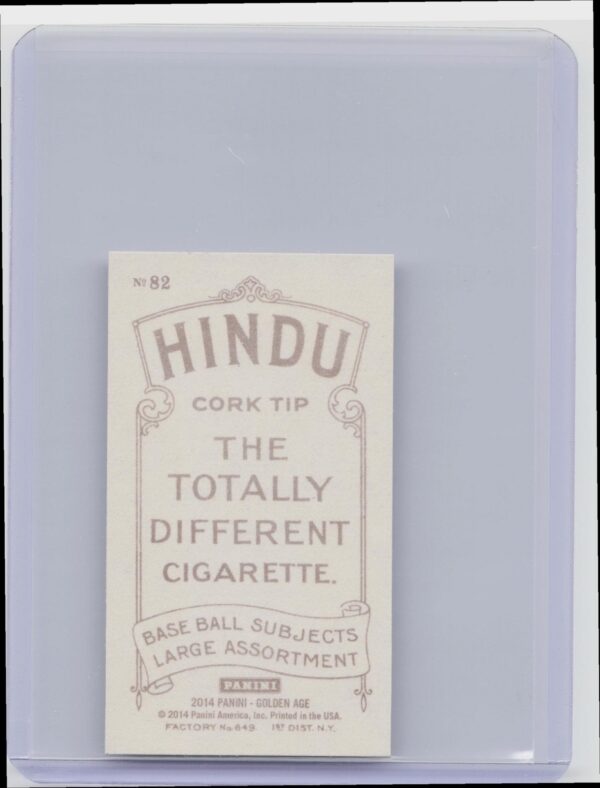 Nº 82
HINDU
CORK TIP
THE
TOTALLY
DIFFERENT
CIGARETTE.
BASE BALL SUBJECTS
LARGE ASSORTMENT
PANINI
2014 PANINI - GOLDEN AGE
© 2014 Panini America, Inc. Printed in the USA.
FACTORY No 649. 1ST DIST. N.Y.